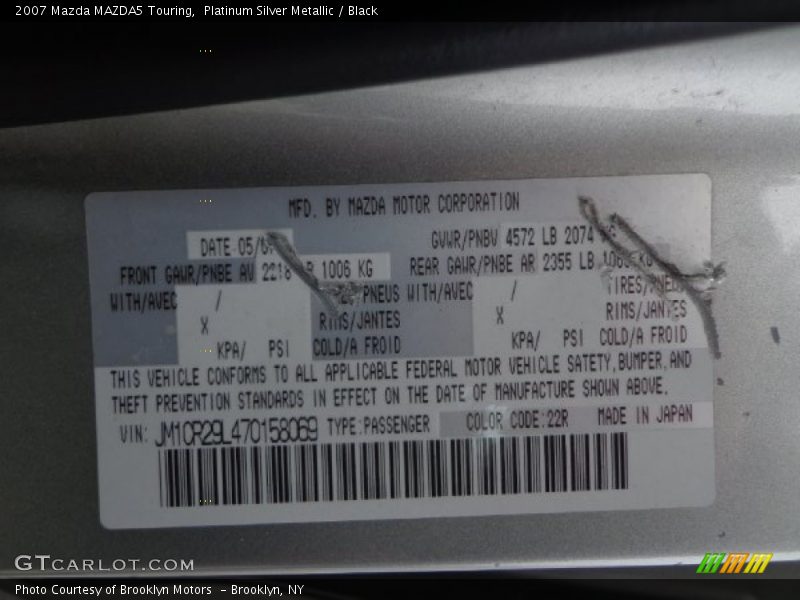 2007 Mazda MAZDA5 Touring, Platinum Silver Metallic / Black
MFD. BY MAZDA MOTOR CORPORATION
DATE GVWR/PNBV 4572 LB 2074
FRONT GAWR/PNBE AV 2218 1006 KG REAR GAWR/PNBE AR 2355 LB KG
WITH/AVEC / PNEUS WITH/AVEC / TIRES/PNEUS
X RIMS/JANTES X RIMS/JANTES
KPA/ PSI COLD/A FROID KPA/ PSI COLD/A FROID
THIS VEHICLE CONFORMS TO ALL APPLICABLE FEDERAL MOTOR VEHICLE SAFETY,BUMPER,AND
THEFT PREVENTION STANDARDS IN EFFECT ON THE DATE OF MANUFACTURE SHOWN ABOVE.
VIN: JM1CR29L470158069 TYPE:PASSENGER COLOR CODE:22R MADE IN JAPAN
GTCARLOT.COM
Photo Courtesy of Brooklyn Motors - Brooklyn, NY